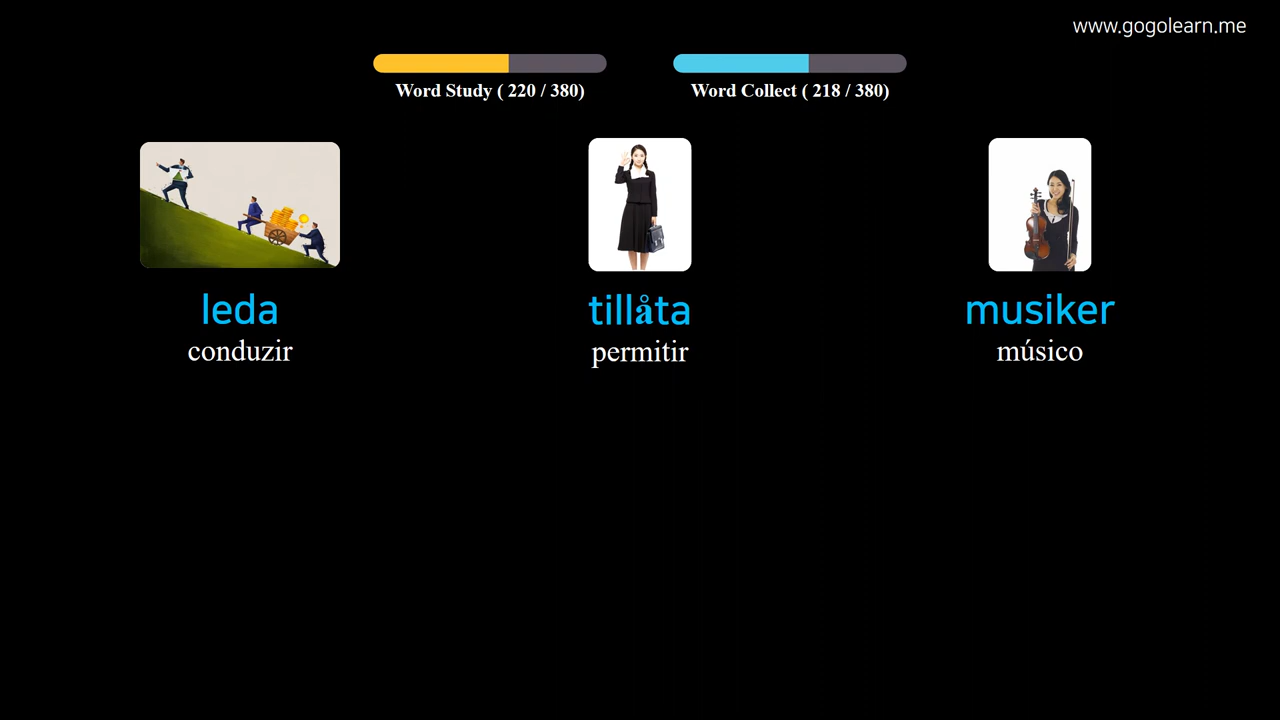 www.gogolearn.me
Word Study ( 220 / 380)
Word Collect ( 218 / 380)
leda
conduzir
tillåta
permitir
musiker
músico